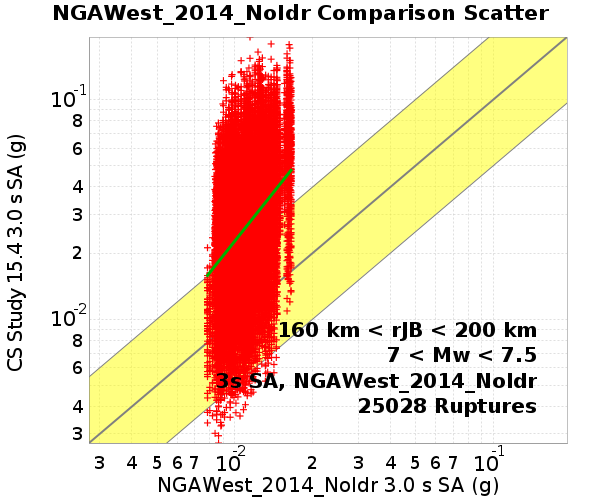 NGAWest_2014_NoIdr Comparison Scatter
CS Study 15.4 3.0 s SA (g)
10-1
8
6
4
3
2
10-2
8
6
4
3
160 km < rJB < 200 km
7 < Mw < 7.5
3s SA, NGAWest_2014_NoIdr
25028 Ruptures
3 4 5 6 7 10-2 2 3 4 5 6 7 10-1
NGAWest_2014_NoIdr 3.0 s SA (g)